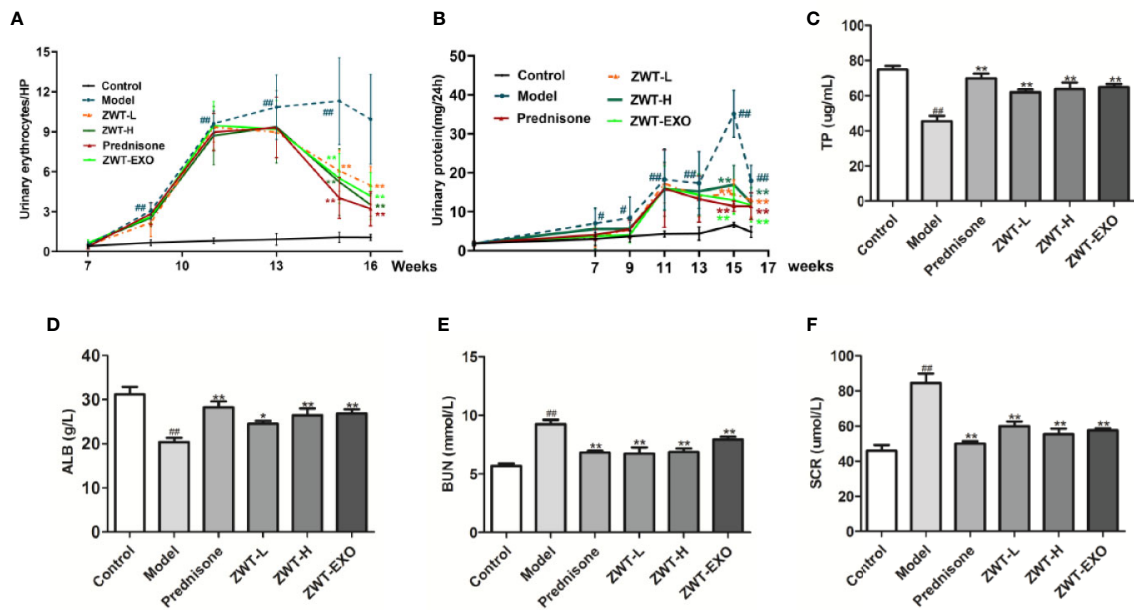 A
15
12
9
6
3
0
Urinary erythrocytes/HP
Control
Model
ZWT-L
ZWT-H
Prednisone
ZWT-EXO
##
##
##
##
**
**
**
**
**
**
**
**
7
10
13
16
Weeks
B
50
40
30
20
10
0
Urinary protein(mg/24h)
Control
Model
Prednisone
ZWT-L
ZWT-H
ZWT-EXO
#
#
##
##
##
##
**
**
**
**
**
**
**
**
7
9
11
13
15
17
weeks
C
100
80
60
40
20
0
TP (ug/mL)
##
**
**
**
**
Control
Model
Prednisone
ZWT-L
ZWT-H
ZWT-EXO
D
40
30
20
10
0
ALB (g/L)
##
**
*
**
**
Control
Model
Prednisone
ZWT-L
ZWT-H
ZWT-EXO
E
15
10
5
0
BUN (mmol/L)
##
**
**
**
**
Control
Model
Prednisone
ZWT-L
ZWT-H
ZWT-EXO
F
100
80
60
40
20
0
SCR (umol/L)
##
**
**
**
**
Control
Model
Prednisone
ZWT-L
ZWT-H
ZWT-EXO